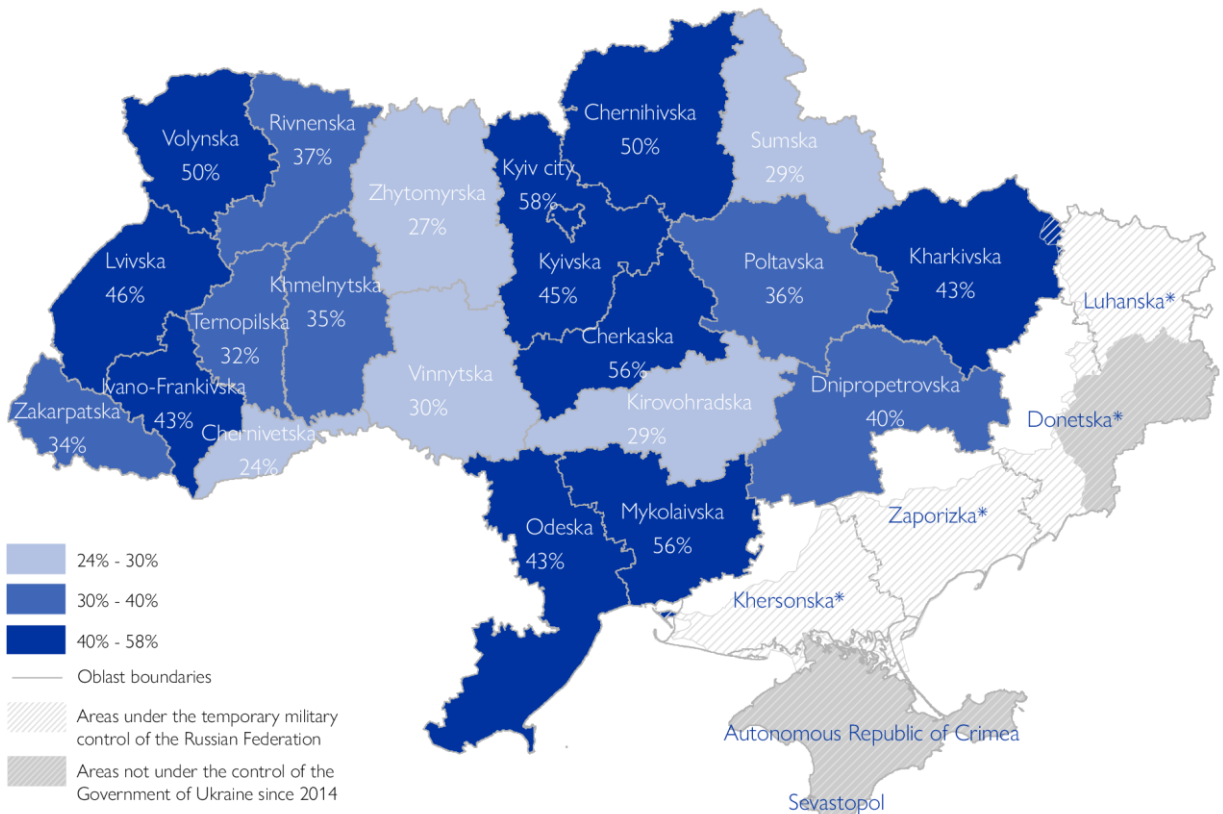 Volynska
50%
Rivnenska
37%
Zhytomyrska
27%
Kyiv city
58%
Chernihivska
50%
Sumska
29%
Lvivska
46%
Ternopilska
32%
Khmelnytska
35%
Kyivska
45%
Cherkaska
56%
Poltavska
36%
Kharkivska
43%
Luhanska*
Zakarpatska
34%
Ivano-Frankivska
43%
Chernivetska
24%
Vinnytska
30%
Kirovohradska
29%
Dnipropetrovska
40%
Donetska*
Odeska
43%
Mykolaivska
56%
Zaporizka*
Khersonska*
Autonomous Republic of Crimea
Sevastopol
24% - 30%
30% - 40%
40% - 58%
Oblast boundaries
Areas under the temporary military
control of the Russian Federation
Areas not under the control of the
Government of Ukraine since 2014